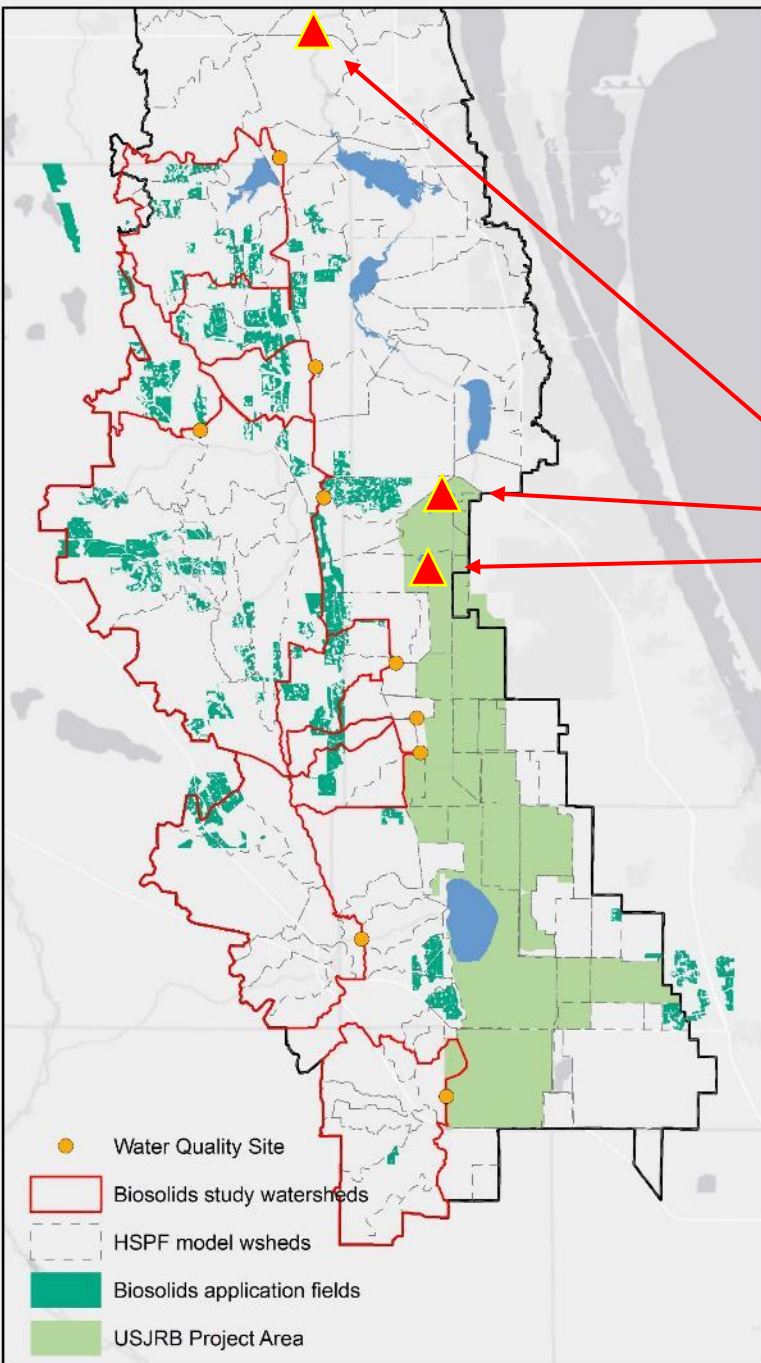 Water Quality Site
Biosolids study watersheds
HSPF model wsheds
Biosolids application fields
USJRB Project Area